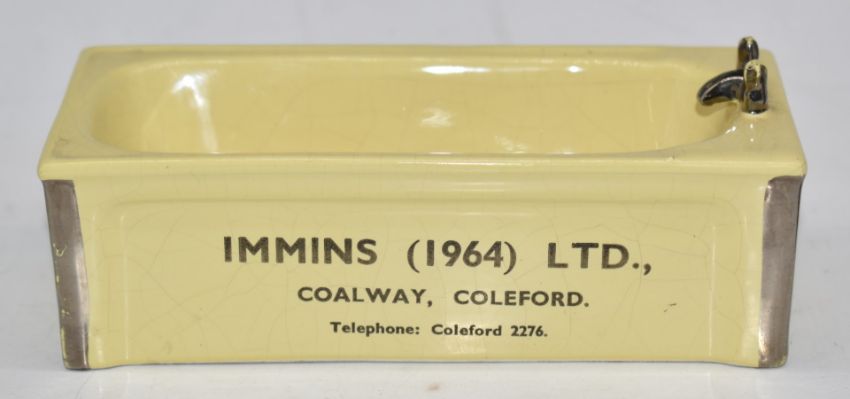 IMMINS (1964) LTD.,
COALWAY, COLEFORD.
Telephone: Coleford 2276.